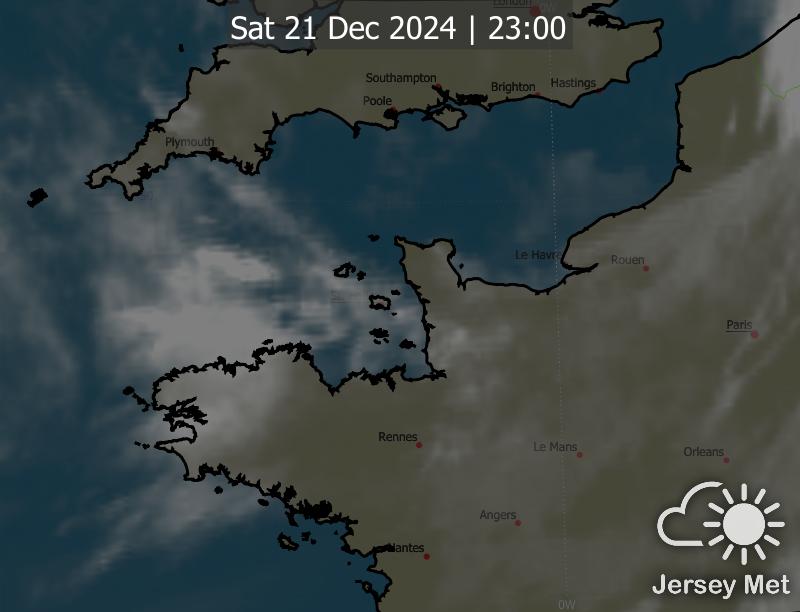 London
0W
Sat 21 Dec 2024 | 23:00
Southampton
Brighton
Hastings
Poole
Plymouth
Le Havre
Rouen
Paris
Rennes
Le Mans
Orleans
Angers
Nantes
Jersey Met
0W